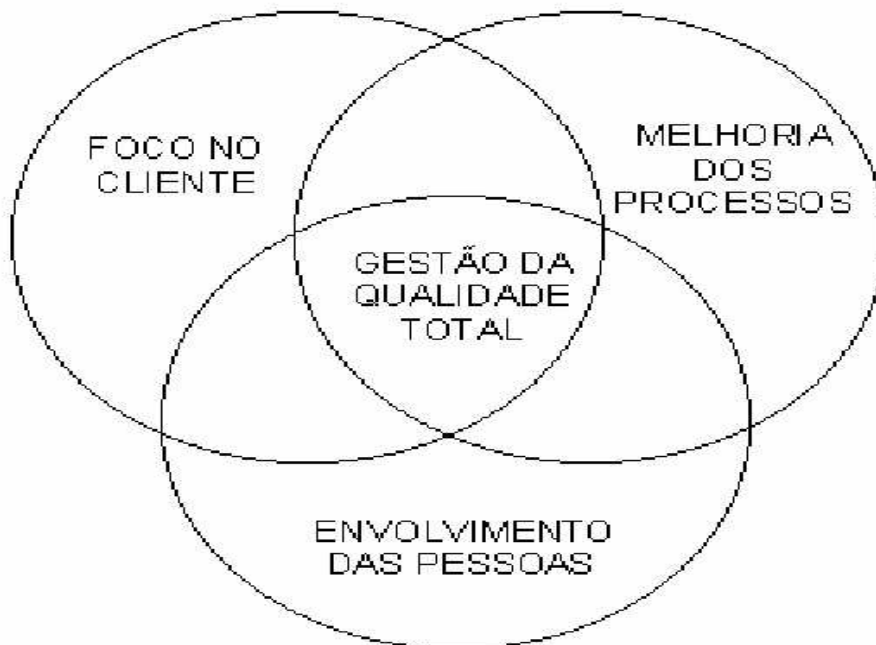 FOCO NO
CLIENTE
MELHORIA
DOS
PROCESSOS
GESTÃO DA
QUALIDADE
TOTAL
ENVOLVIMENTO
DAS PESSOAS